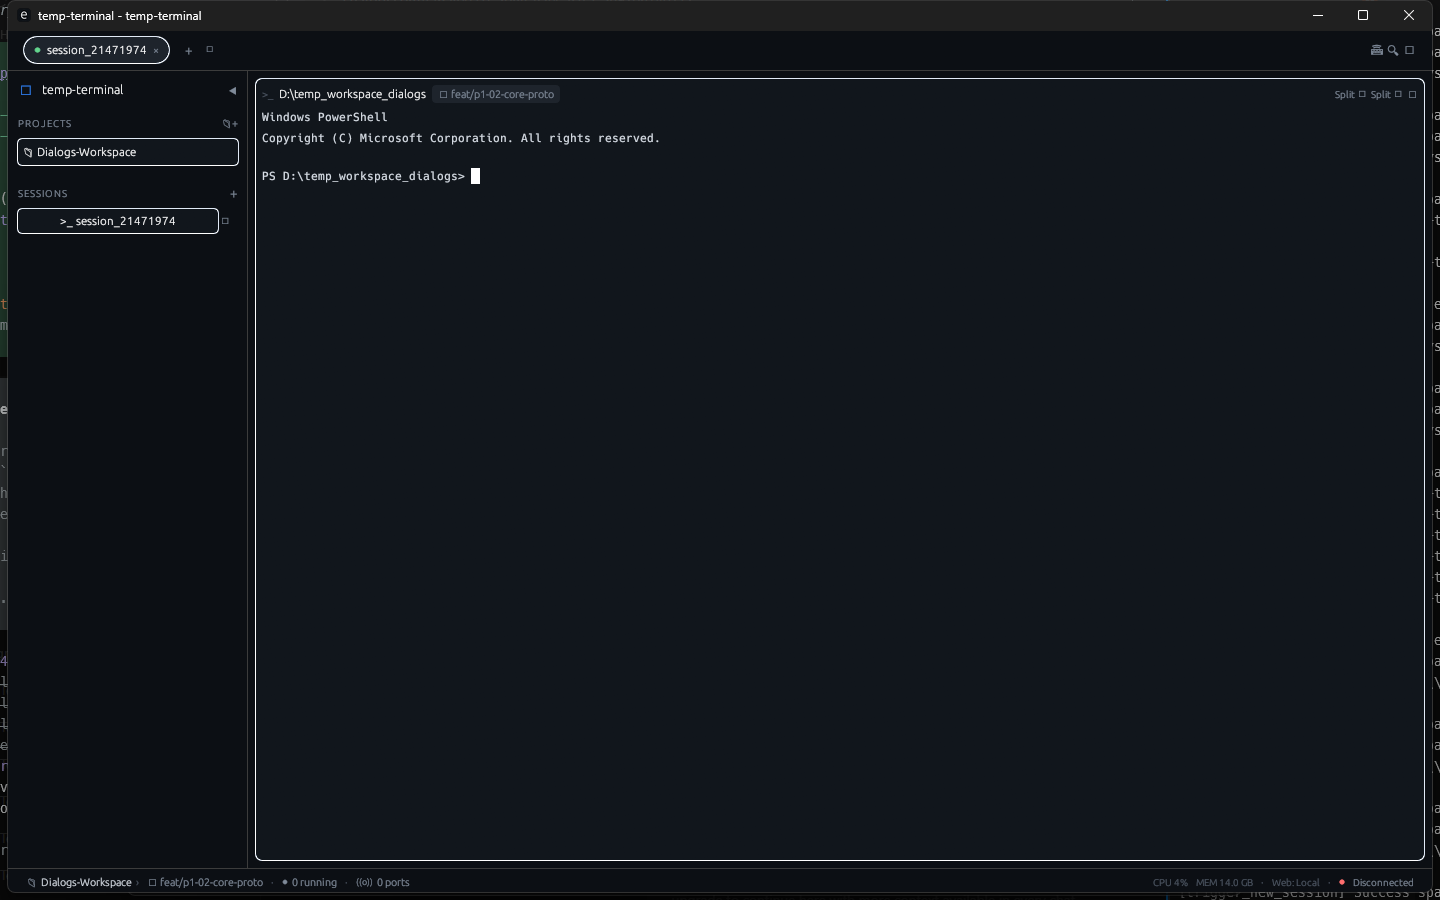 temp-terminal - temp-terminal
session_21471974 ×
+
temp-terminal
PROJECTS
+
Dialogs-Workspace
SESSIONS
+
>_ session_21471974
>_ D:\temp_workspace_dialogs
feat/p1-02-core-proto
Split
Split
Windows PowerShell
Copyright (C) Microsoft Corporation. All rights reserved.
PS D:\temp_workspace_dialogs>
Dialogs-Workspace ›
feat/p1-02-core-proto · 0 running · ((o)) 0 ports
CPU 4% MEM 14.0 GB · Web: Local · Disconnected